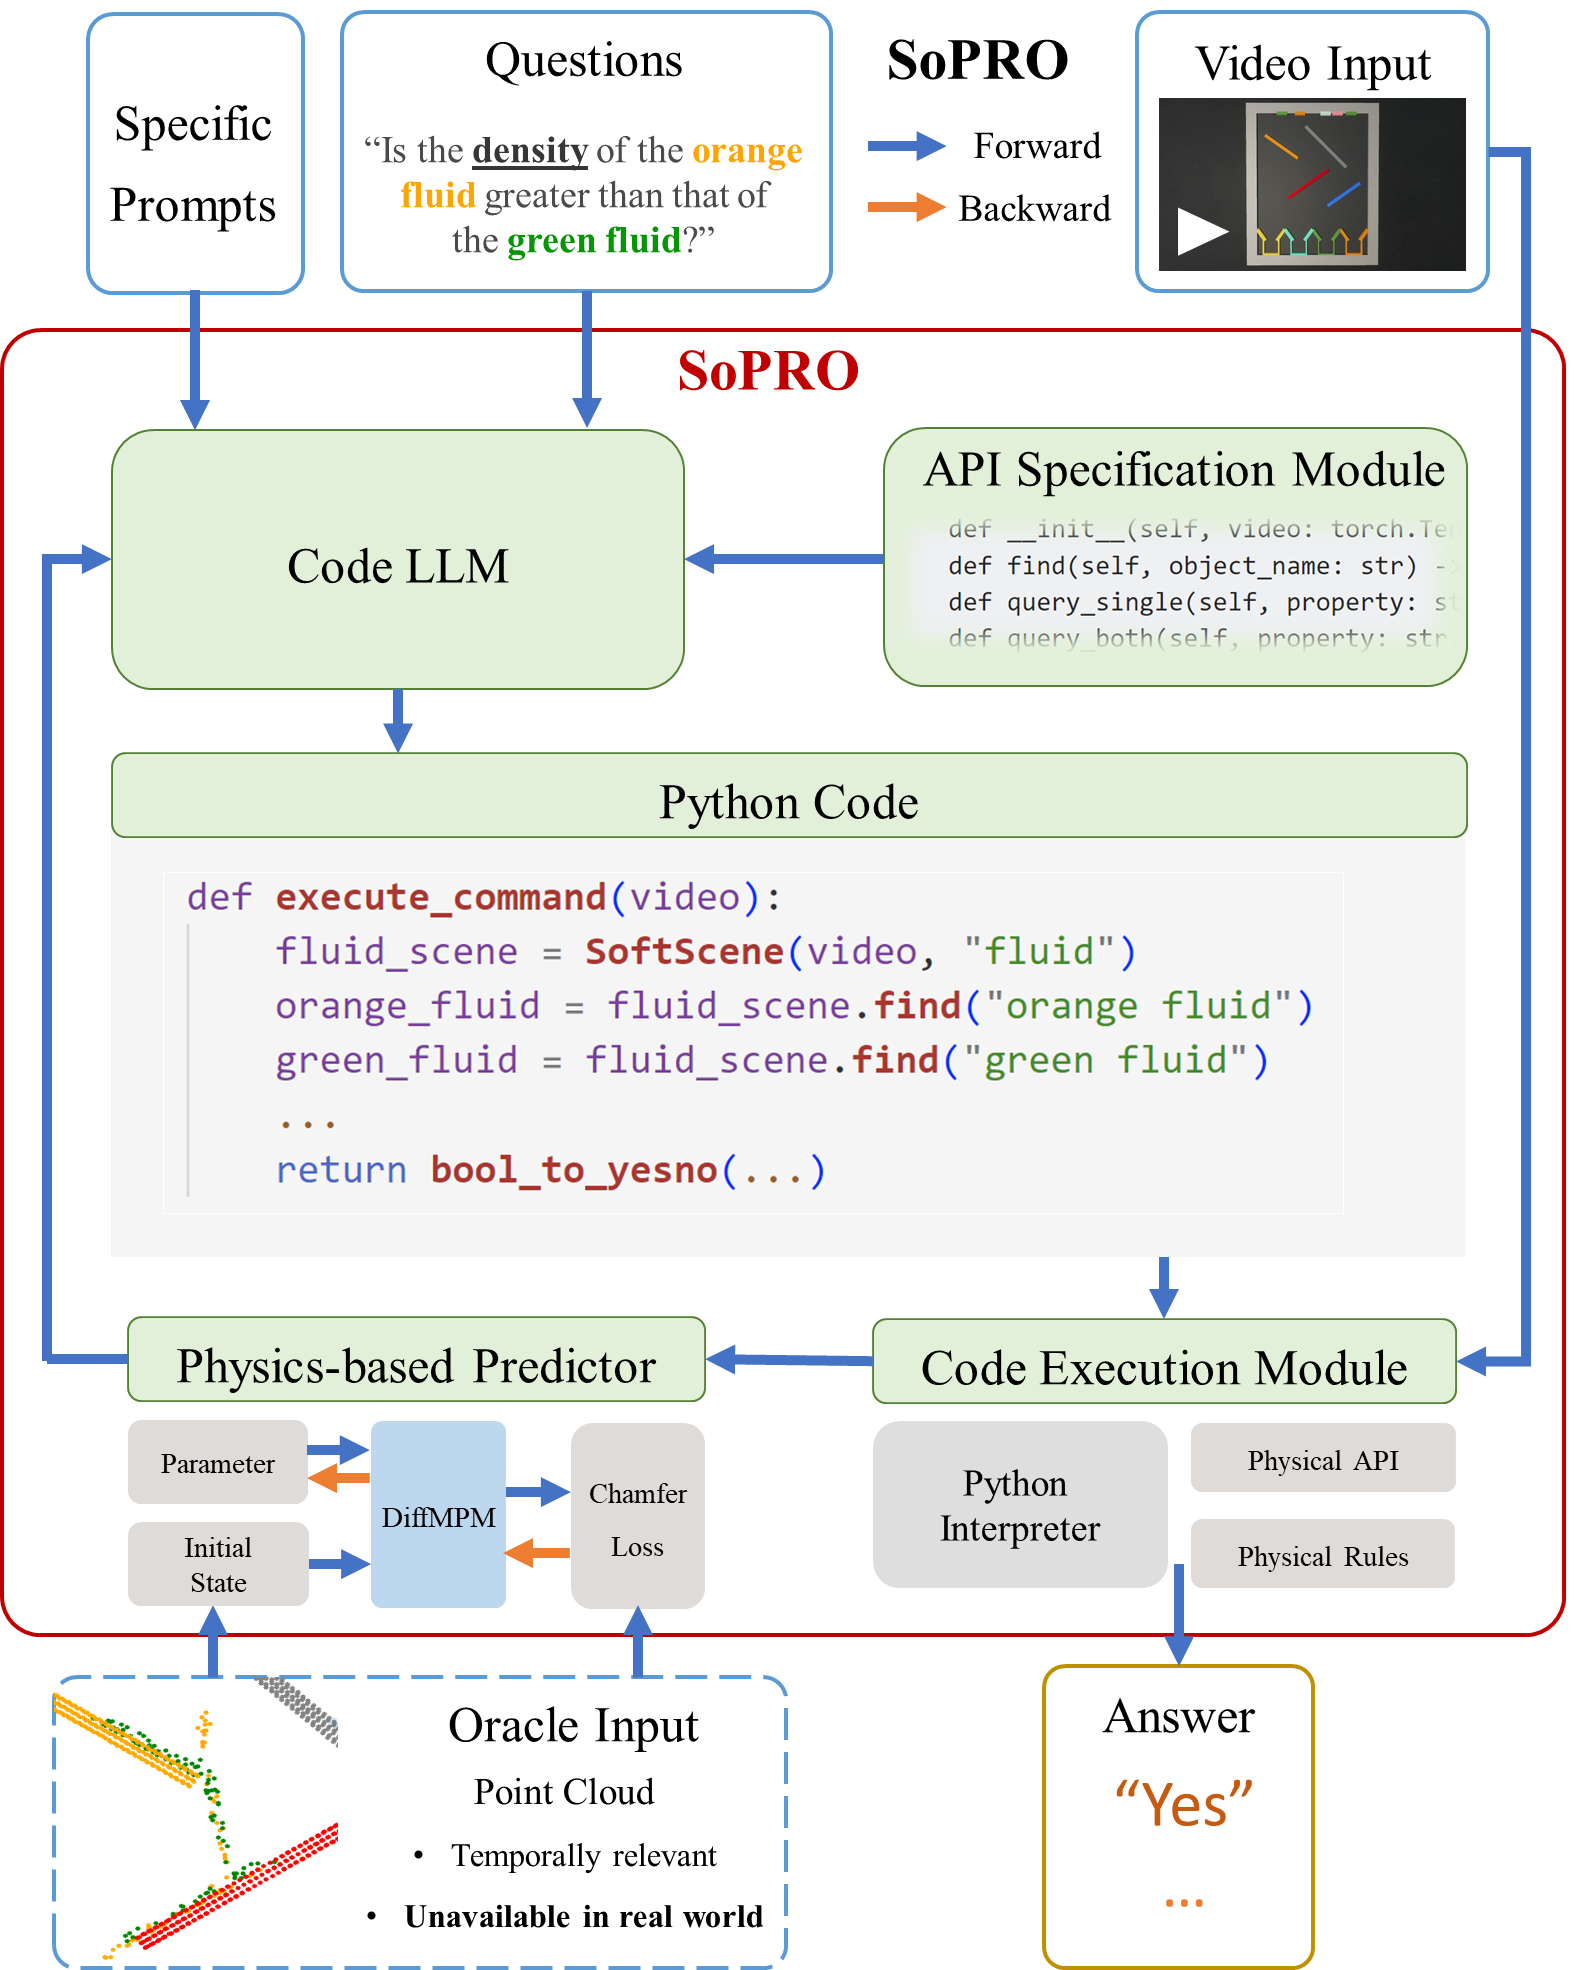 Specific
Prompts
Questions
“Is the density of the orange
fluid greater than that of
the green fluid?”
SoPRO
Forward
Backward
Video Input
SoPRO
Code LLM
API Specification Module
def __init__(self, video: torch.Te
def find(self, object_name: str) ->
def query_single(self, property: st
def query_both(self, property: str
Python Code
def execute_command(video):
fluid_scene = SoftScene(video, "fluid")
orange_fluid = fluid_scene.find("orange fluid")
green_fluid = fluid_scene.find("green fluid")
...
return bool_to_yesno(...)
Physics-based Predictor
Parameter
Initial
State
DiffMPM
Chamfer
Loss
Code Execution Module
Python
Interpreter
Physical API
Physical Rules
Oracle Input
Point Cloud
• Temporally relevant
• Unavailable in real world
Answer
“Yes”
...